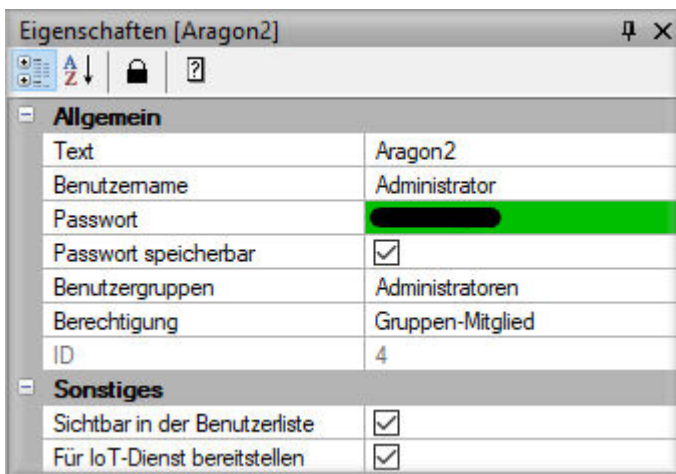 Eigenschaften [Aragon2]
Allgemein
Text Aragon2
Benutzername Administrator
Passwort
Passwort speicherbar
Benutzergruppen Administratoren
Berechtigung Gruppen-Mitglied
ID 4
Sonstiges
Sichtbar in der Benutzerliste
Für IoT-Dienst bereitstellen